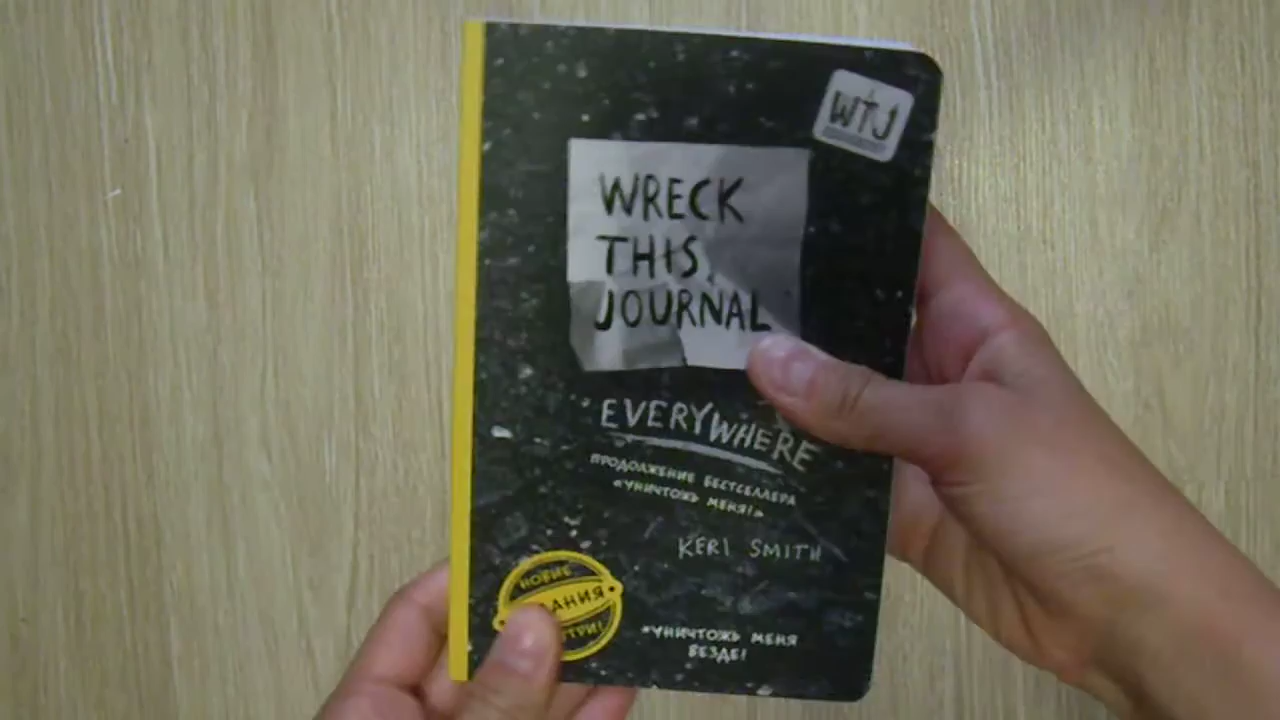 WTJ
WRECK
THIS
JOURNAL
EVERYWHERE
ПРОДОЛЖЕНИЕ БЕСТСЕЛЛЕРА
«УНИЧТОЖЬ МЕНЯ!»
KERI SMITH
НОВЫЕ
«УНИЧТОЖЬ МЕНЯ
ВЕЗДЕ!